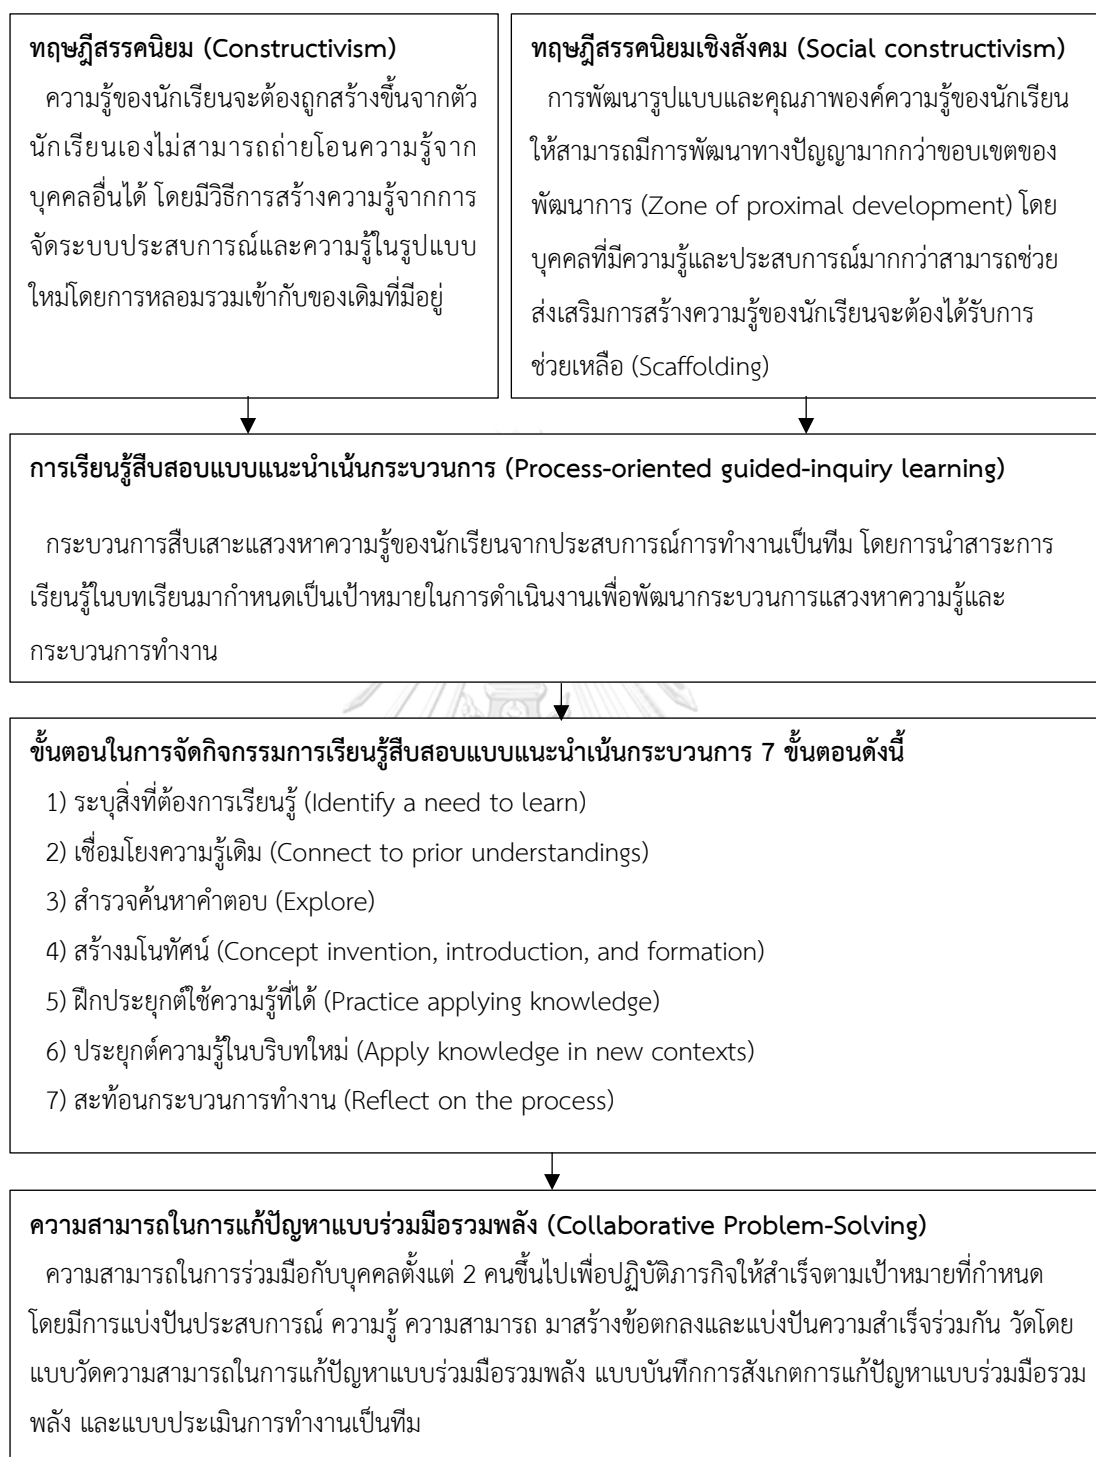 ทฤษฎีสรรคนิยม (Constructivism)
ความรู้ของนักเรียนจะต้องถูกสร้างขึ้นจากตัว
นักเรียนเองไม่สามารถถ่ายโอนความรู้จาก
บุคคลอื่นได้ โดยมีวิธีการสร้างความรู้จากการ
จัดระบบประสบการณ์และความรู้ในรูปแบบ
ใหม่โดยการหลอมรวมเข้ากับของเดิมที่มีอยู่
ทฤษฎีสรรคนิยมเชิงสังคม (Social constructivism)
การพัฒนารูปแบบและคุณภาพองค์ความรู้ของนักเรียน
ให้สามารถมีการพัฒนาทางปัญญามากกว่าขอบเขตของ
พัฒนาการ (Zone of proximal development) โดย
บุคคลที่มีความรู้และประสบการณ์มากกว่าสามารถช่วย
ส่งเสริมการสร้างความรู้ของนักเรียนจะต้องได้รับการ
ช่วยเหลือ (Scaffolding)
การเรียนรู้สืบสอบแบบแนะนำเน้นกระบวนการ (Process-oriented guided-inquiry learning)
กระบวนการสืบเสาะแสวงหาความรู้ของนักเรียนจากประสบการณ์การทำงานเป็นทีม โดยการนำสาระการ
เรียนรู้ในบทเรียนมากำหนดเป็นเป้าหมายในการดำเนินงานเพื่อพัฒนากระบวนการแสวงหาความรู้และ
กระบวนการทำงาน
ขั้นตอนในการจัดกิจกรรมการเรียนรู้สืบสอบแบบแนะนำเน้นกระบวนการ 7 ขั้นตอนดังนี้
1) ระบุสิ่งที่ต้องการเรียนรู้ (Identify a need to learn)
2) เชื่อมโยงความรู้เดิม (Connect to prior understandings)
3) สำรวจค้นหาคำตอบ (Explore)
4) สร้างมโนทัศน์ (Concept invention, introduction, and formation)
5) ฝึกประยุกต์ใช้ความรู้ที่ได้ (Practice applying knowledge)
6) ประยุกต์ความรู้ในบริบทใหม่ (Apply knowledge in new contexts)
7) สะท้อนกระบวนการทำงาน (Reflect on the process)
ความสามารถในการแก้ปัญหาแบบร่วมมือรวมพลัง (Collaborative Problem-Solving)
ความสามารถในการร่วมมือกับบุคคลตั้งแต่ 2 คนขึ้นไปเพื่อปฏิบัติภารกิจให้สำเร็จตามเป้าหมายที่กำหนด
โดยมีการแบ่งปันประสบการณ์ ความรู้ ความสามารถ มาสร้างข้อตกลงและแบ่งปันความสำเร็จร่วมกัน วัดโดย
แบบวัดความสามารถในการแก้ปัญหาแบบร่วมมือรวมพลัง แบบบันทึกการสังเกตการแก้ปัญหาแบบร่วมมือรวม
พลัง และแบบประเมินการทำงานเป็นทีม